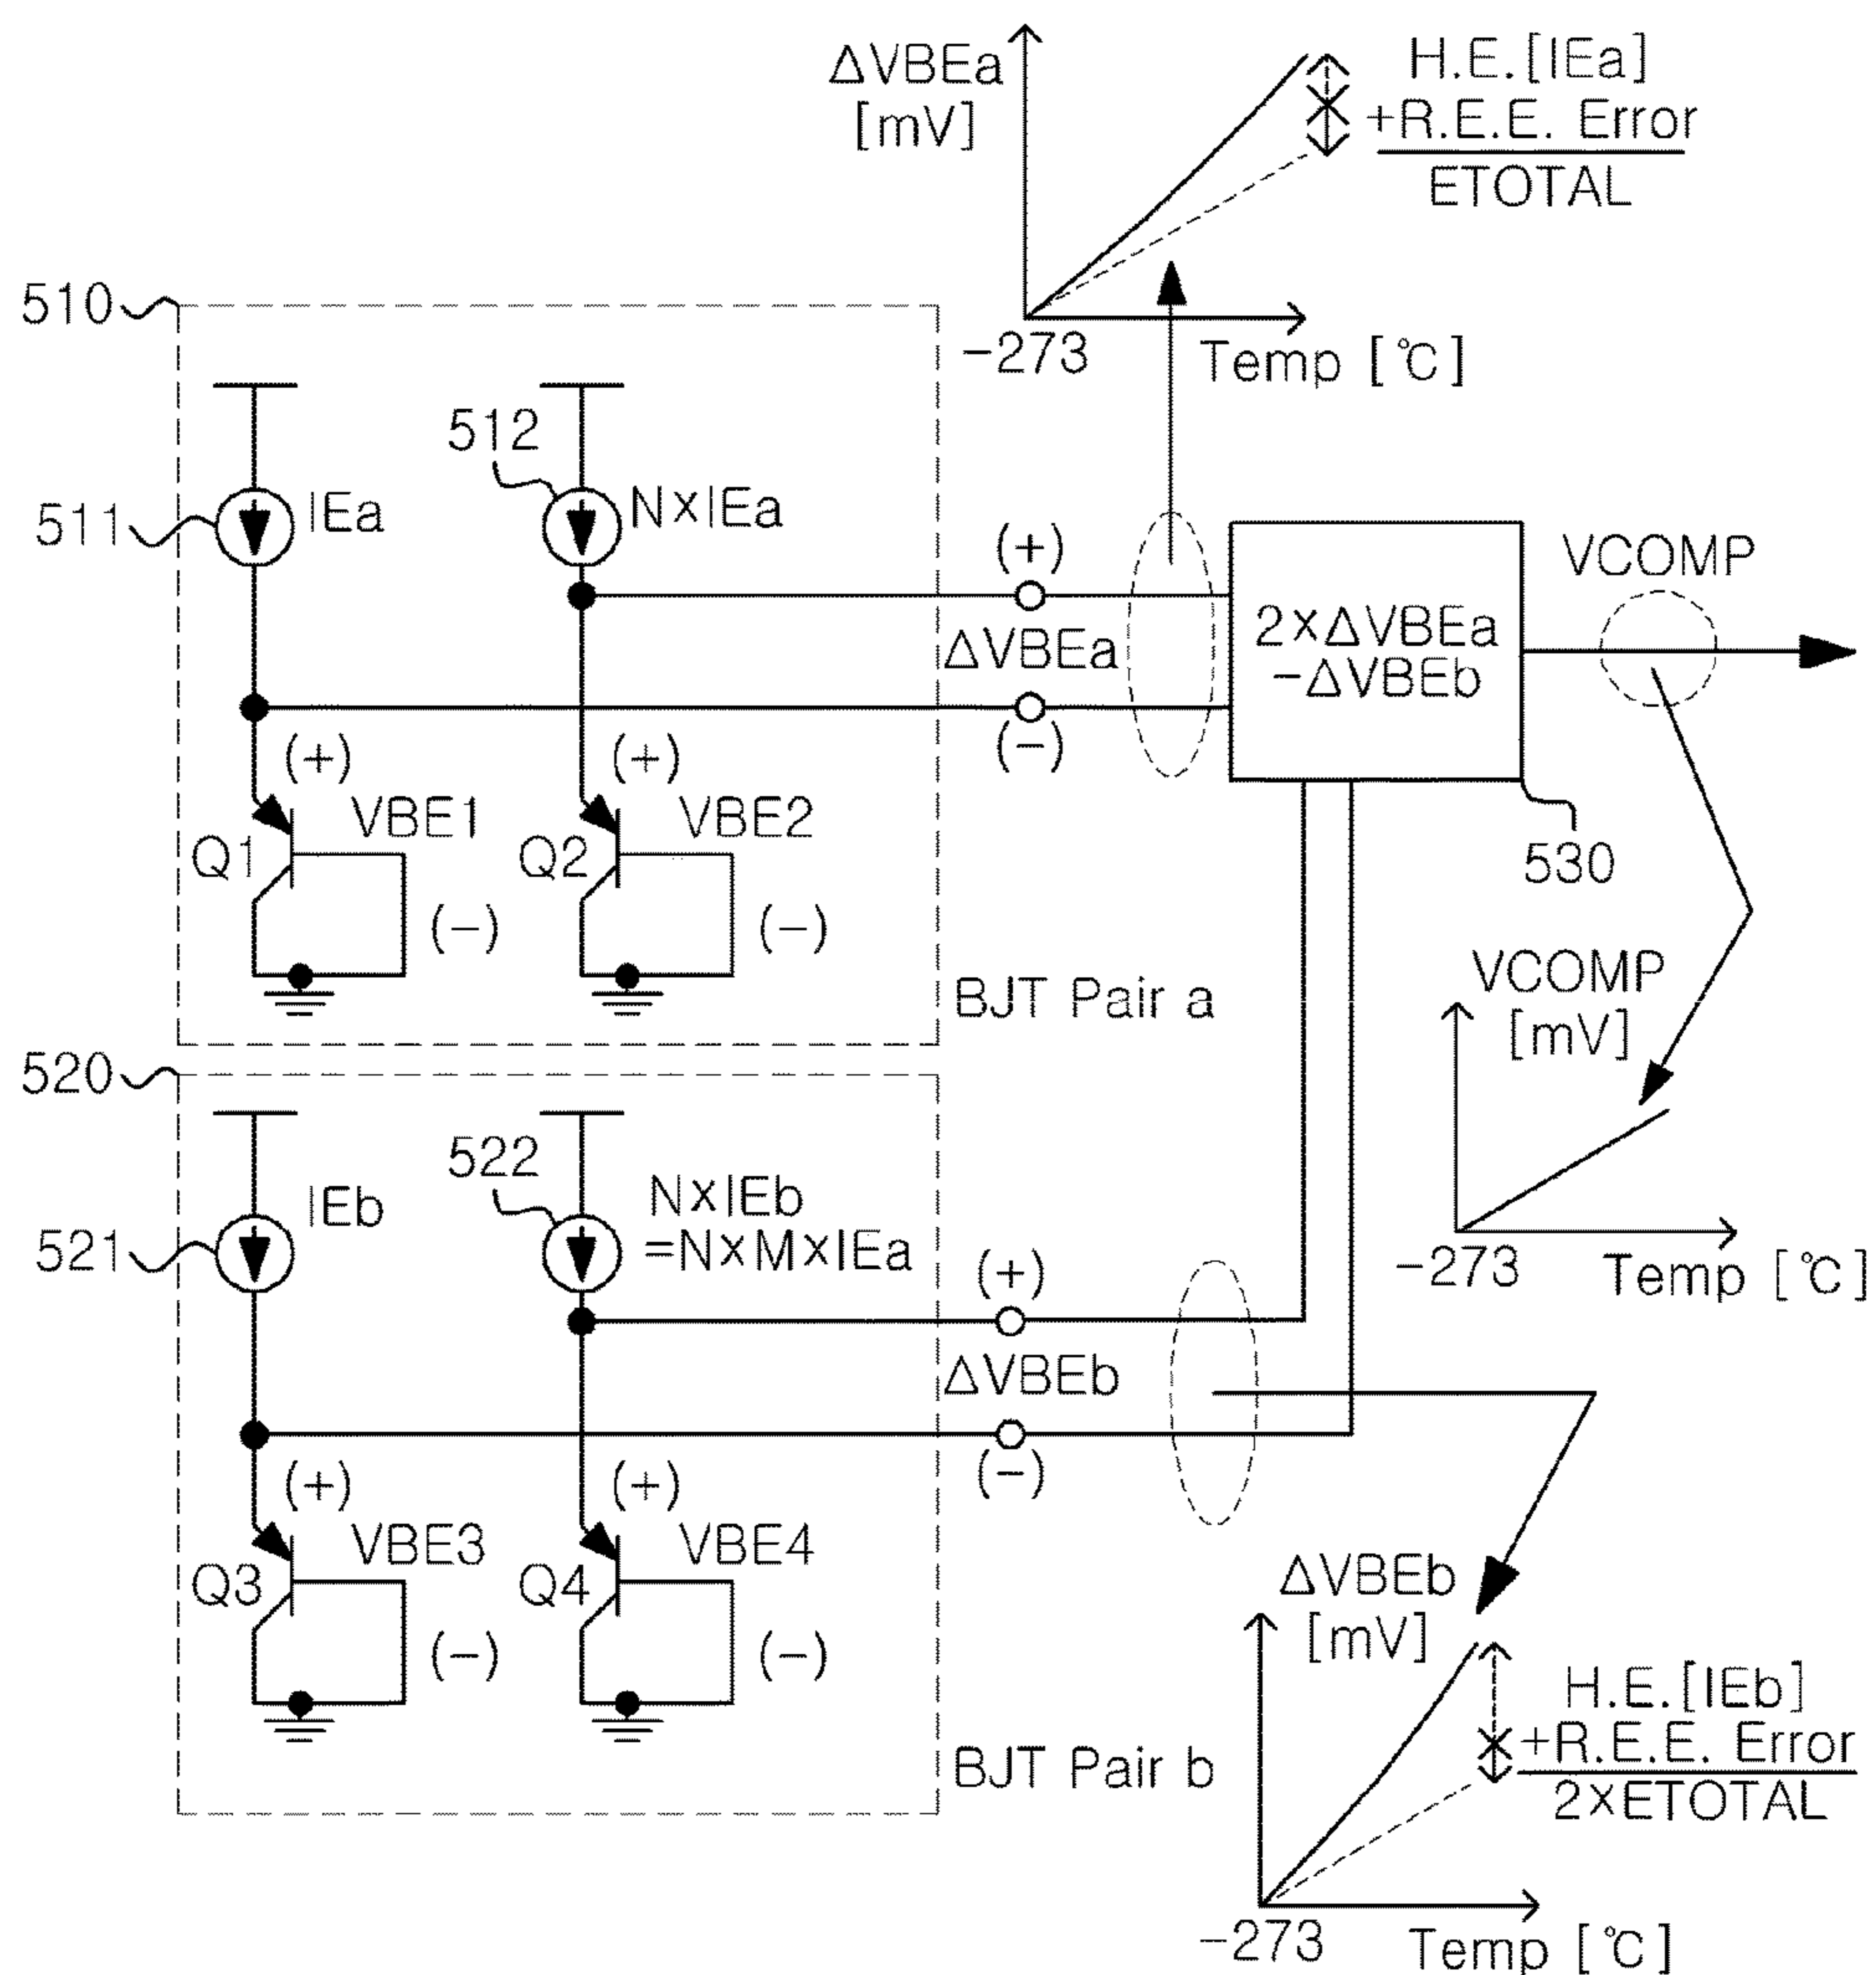 ΔVBEa
[mV]
H.E.[IEa]
+R.E.E. Error
ETOTAL
-273
Temp [℃]
510
511
IEa
512
N×IEa
(+)
ΔVBEa
(-)
2×ΔVBEa
-ΔVBEb
VCOMP
530
(+)
VBE1
Q1
(-)
(+)
VBE2
Q2
(-)
BJT Pair a
VCOMP
[mV]
-273
Temp [℃]
520
521
IEb
522
N×IEb
=N×M×IEa
(+)
ΔVBEb
(-)
(+)
VBE3
Q3
(-)
(+)
VBE4
Q4
(-)
BJT Pair b
ΔVBEb
[mV]
H.E.[IEb]
+R.E.E. Error
2×ETOTAL
-273
Temp [℃]